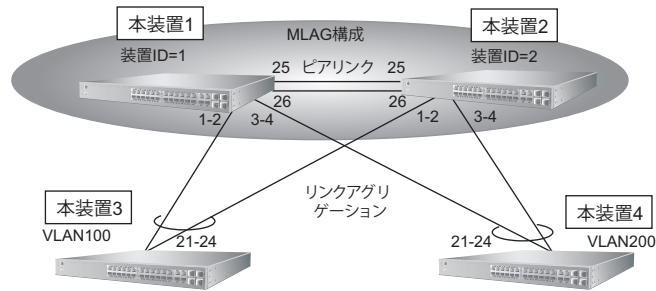 本装置1
本装置2
MLAG構成
装置ID=1
装置ID=2
25 ピアリンク 25
26
26
1-2
3-4
1-2
3-4
リンクアグリ
ゲーション
本装置3
本装置4
VLAN100
VLAN200
21-24
21-24